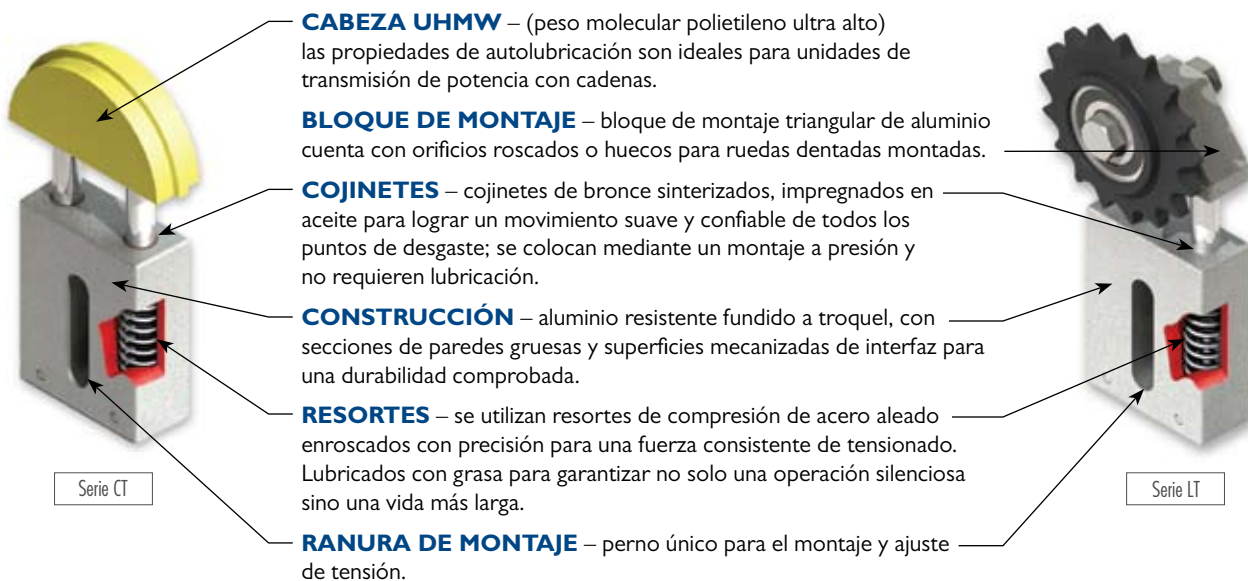 CABEZA UHMW – (peso molecular polietileno ultra alto)
las propiedades de autolubricación son ideales para unidades de
transmisión de potencia con cadenas.
BLOQUE DE MONTAJE – bloque de montaje triangular de aluminio
cuenta con orificios roscados o huecos para ruedas dentadas montadas.
COJINETES – cojinetes de bronce sinterizados, impregnados en
aceite para lograr un movimiento suave y confiable de todos los
puntos de desgaste; se colocan mediante un montaje a presión y
no requieren lubricación.
CONSTRUCCIÓN – aluminio resistente fundido a troquel, con
secciones de paredes gruesas y superficies mecanizadas de interfaz para
una durabilidad comprobada.
RESORTES – se utilizan resortes de compresión de acero aleado
enroscados con precisión para una fuerza consistente de tensionado.
Lubricados con grasa para garantizar no solo una operación silenciosa
sino una vida más larga.
RANURA DE MONTAJE – perno único para el montaje y ajuste
de tensión.
Serie CT
Serie LT